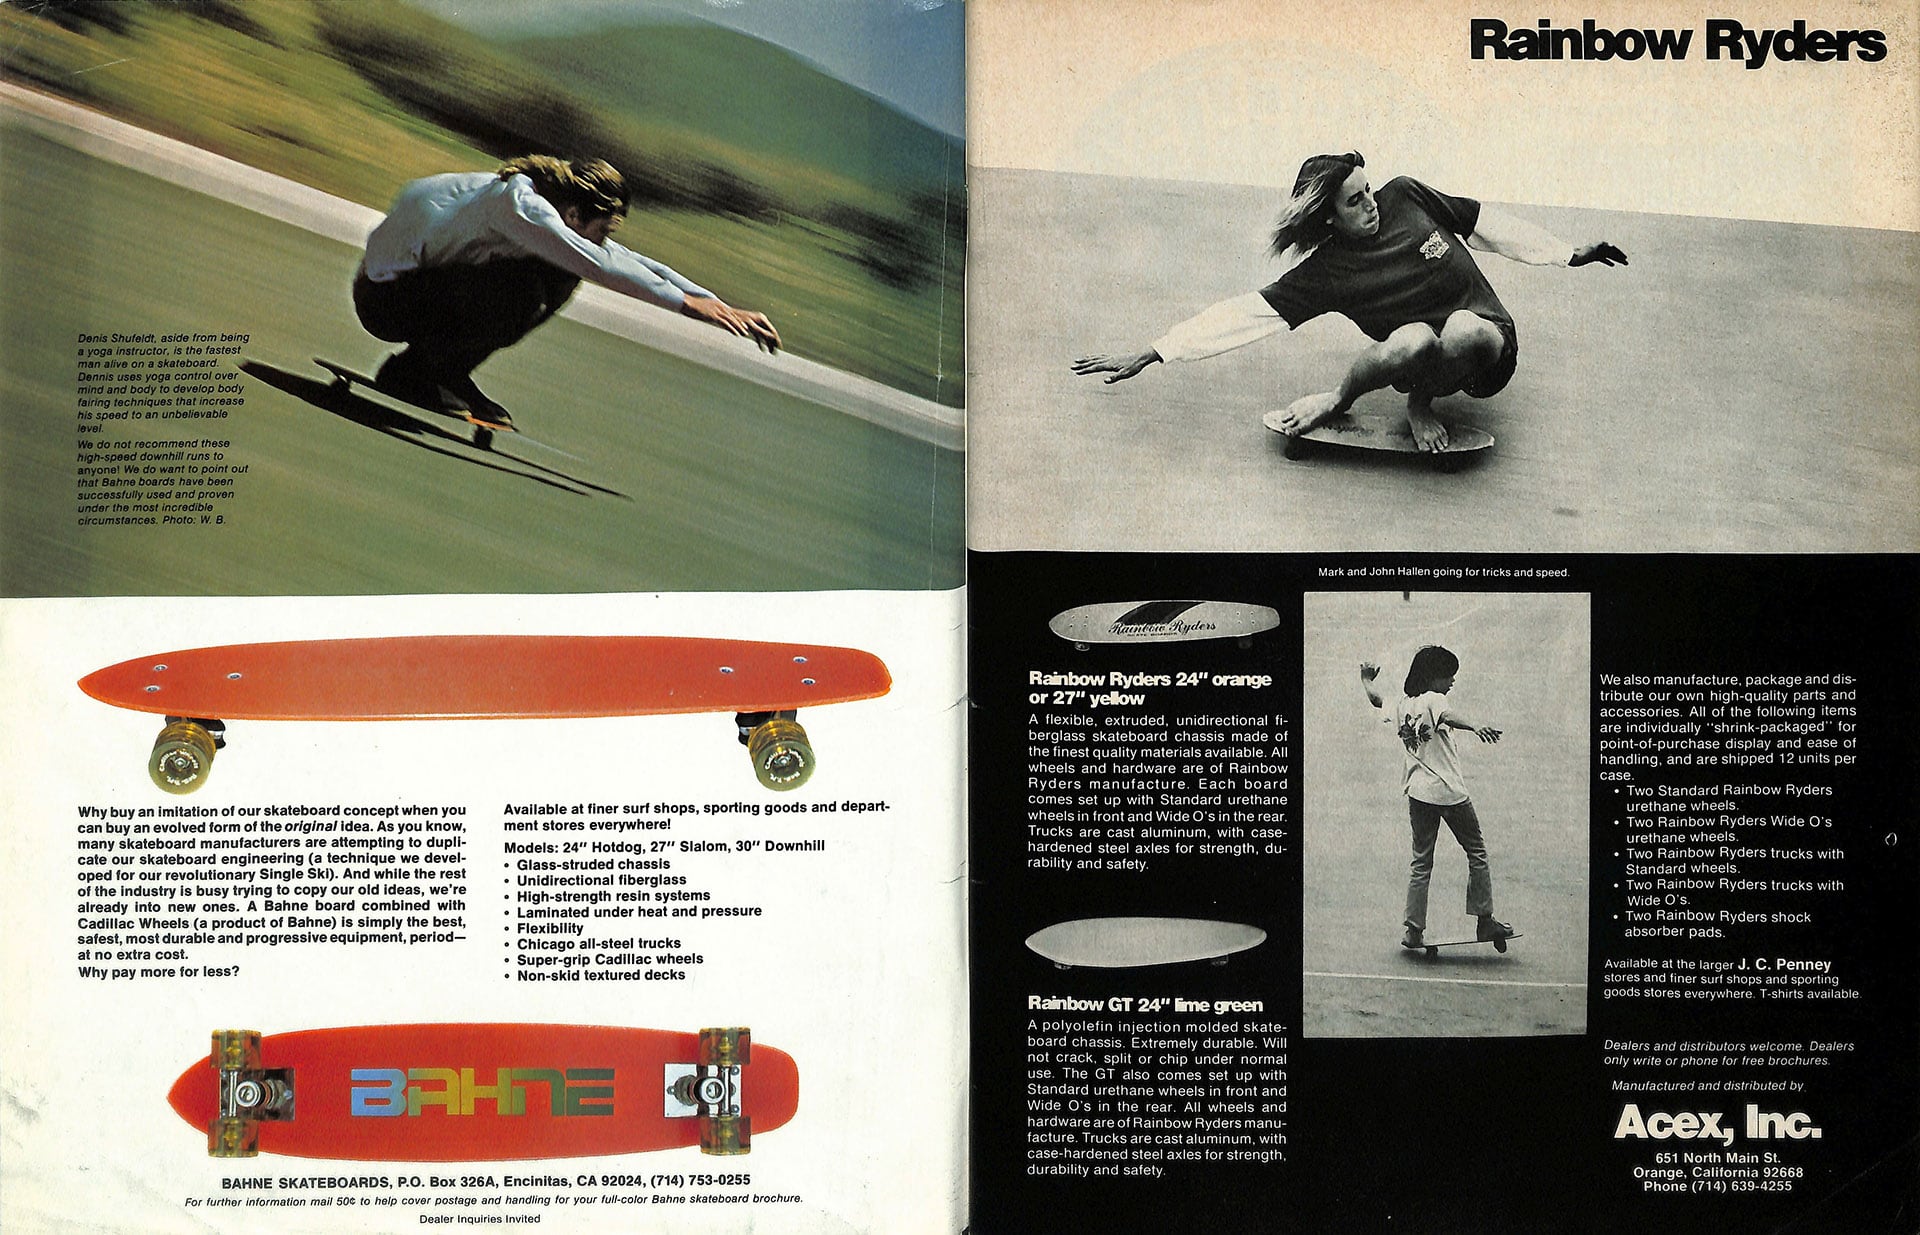 Denis Shufeldt, aside from being
a yoga instructor, is the fastest
man alive on a skateboard.
Dennis uses yoga control over
mind and body to develop body
fairing techniques that increase
his speed to an unbelievable
level.
We do not recommend these
high-speed downhill runs to
anyone! We do want to point out
that Bahne boards have been
successfully used and proven
under the most incredible
circumstances. Photo: W. B.
Why buy an imitation of our skateboard concept when you
can buy an evolved form of the original idea. As you know,
many skateboard manufacturers are attempting to dupli-
cate our skateboard engineering (a technique we devel-
oped for our revolutionary Single Ski). And while the rest
of the industry is busy trying to copy our old ideas, we're
already into new ones. A Bahne board combined with
Cadillac Wheels (a product of Bahne) is simply the best,
safest, most durable and progressive equipment, period—
at no extra cost.
Why pay more for less?
Available at finer surf shops, sporting goods and depart-
ment stores everywhere!
Models: 24" Hotdog, 27" Slalom, 30" Downhill
• Glass-struded chassis
• Unidirectional fiberglass
• High-strength resin systems
• Laminated under heat and pressure
• Flexibility
• Chicago all-steel trucks
• Super-grip Cadillac wheels
• Non-skid textured decks
BAHNE
BAHNE SKATEBOARDS, P.O. Box 326A, Encinitas, CA 92024, (714) 753-0255
For further information mail 50¢ to help cover postage and handling for your full-color Bahne skateboard brochure.
Dealer Inquiries Invited
Rainbow Ryders
Mark and John Hallen going for tricks and speed.
Rainbow Ryders
SKATE BOARDS
Rainbow Ryders 24" orange
or 27" yellow
A flexible, extruded, unidirectional fi-
berglass skateboard chassis made of
the finest quality materials available. All
wheels and hardware are of Rainbow
Ryders manufacture. Each board
comes set up with Standard urethane
wheels in front and Wide O's in the rear.
Trucks are cast aluminum, with case-
hardened steel axles for strength, du-
rability and safety.
Rainbow GT 24" lime green
A polyolefin injection molded skate-
board chassis. Extremely durable. Will
not crack, split or chip under normal
use. The GT also comes set up with
Standard urethane wheels in front and
Wide O's in the rear. All wheels and
hardware are of Rainbow Ryders manu-
facture. Trucks are cast aluminum, with
case-hardened steel axles for strength,
durability and safety.
We also manufacture, package and dis-
tribute our own high-quality parts and
accessories. All of the following items
are individually "shrink-packaged" for
point-of-purchase display and ease of
handling, and are shipped 12 units per
case.
• Two Standard Rainbow Ryders
urethane wheels.
• Two Rainbow Ryders Wide O's
urethane wheels.
• Two Rainbow Ryders trucks with
Standard wheels.
• Two Rainbow Ryders trucks with
Wide O's.
• Two Rainbow Ryders shock
absorber pads.
Available at the larger J. C. Penney
stores and finer surf shops and sporting
goods stores everywhere. T-shirts available.
Dealers and distributors welcome. Dealers
only write or phone for free brochures.
Manufactured and distributed by
Acex, Inc.
651 North Main St.
Orange, California 92668
Phone (714) 639-4255